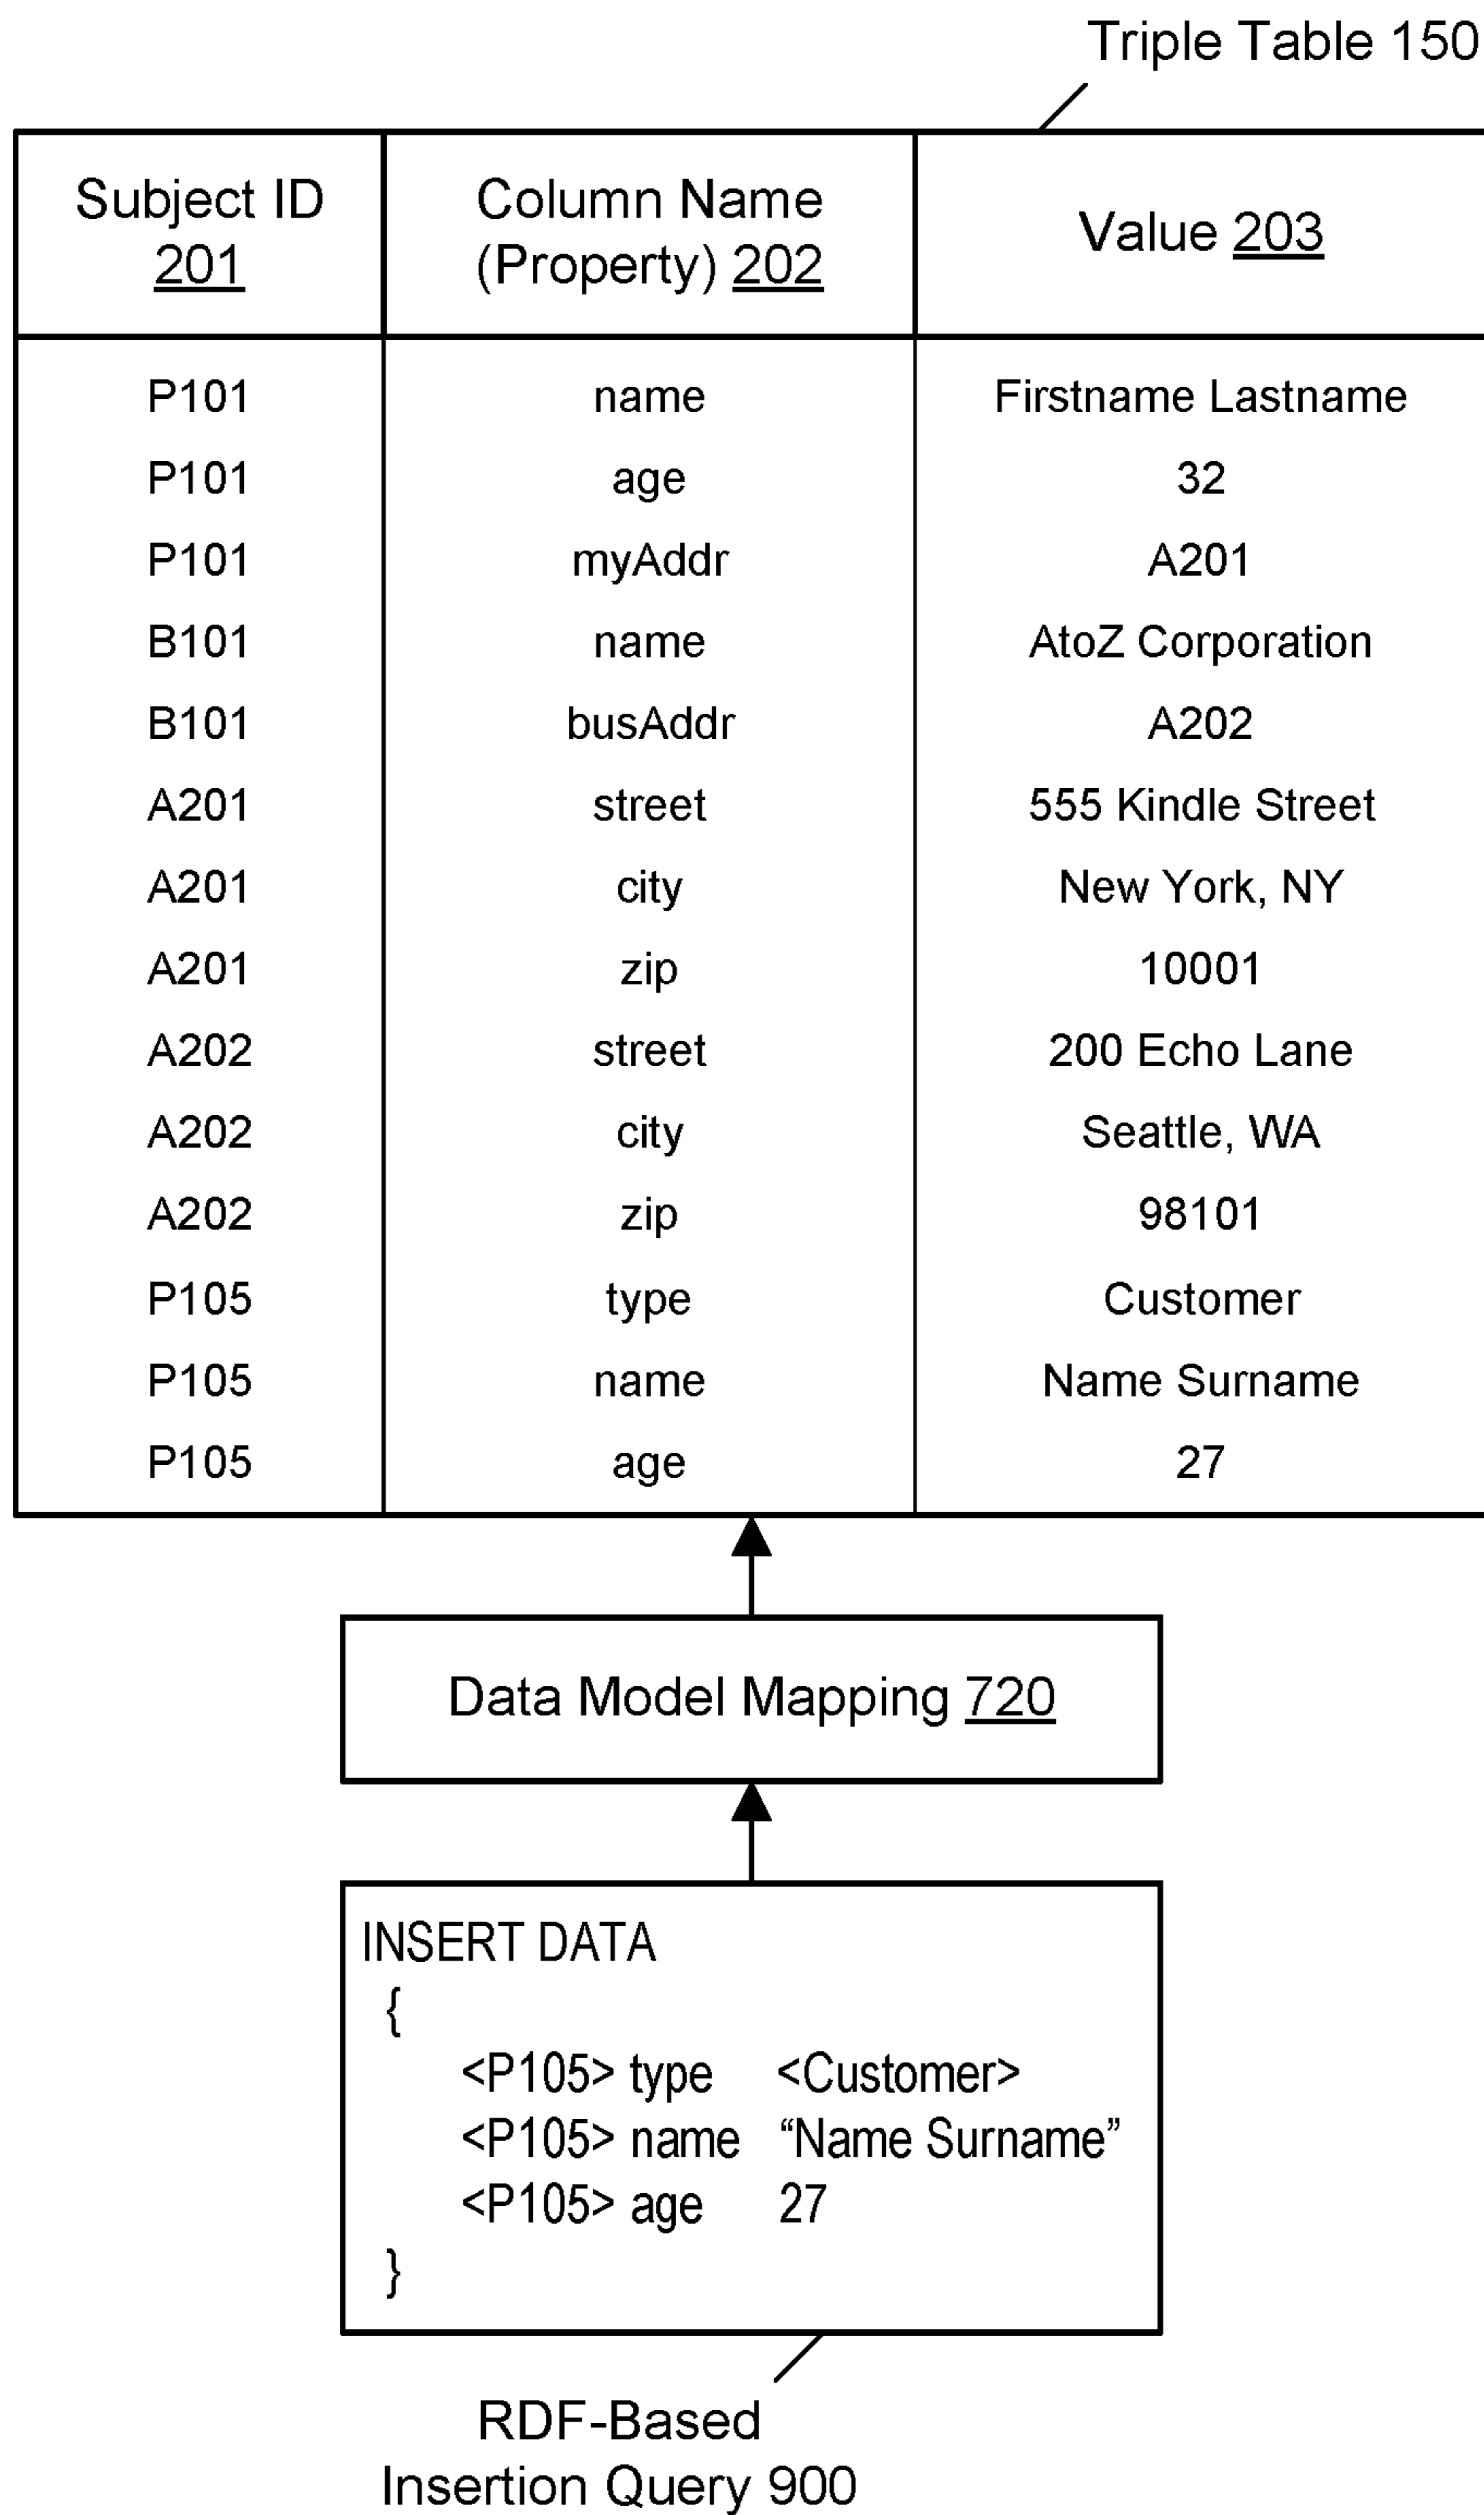 Triple Table 150
Subject ID Column Name Value 203
201 (Property) 202
P101 name Firstname Lastname
P101 age 32
P101 myAddr A201
B101 name AtoZ Corporation
B101 busAddr A202
A201 street 555 Kindle Street
A201 city New York, NY
A201 zip 10001
A202 street 200 Echo Lane
A202 city Seattle, WA
A202 zip 98101
P105 type Customer
P105 name Name Surname
P105 age 27
Data Model Mapping 720
INSERT DATA
{
<P105> type <Customer>
<P105> name “Name Surname”
<P105> age 27
}
RDF-Based
Insertion Query 900